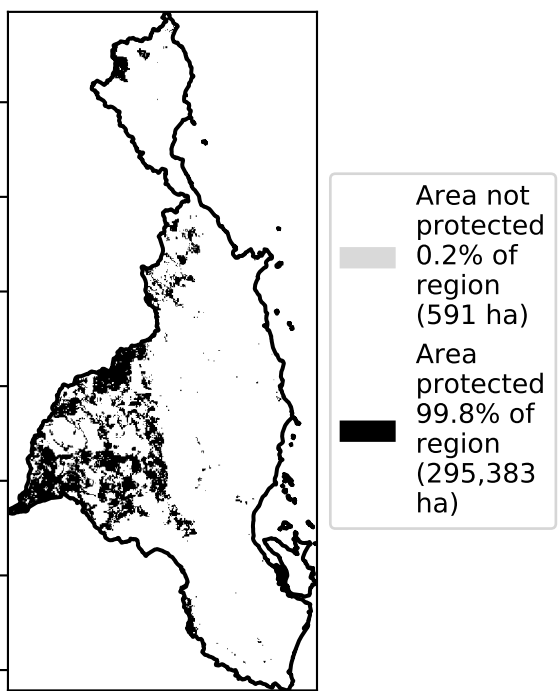 Area not
protected
0.2% of
region
(591 ha)
Area
protected
99.8% of
region
(295,383
ha)